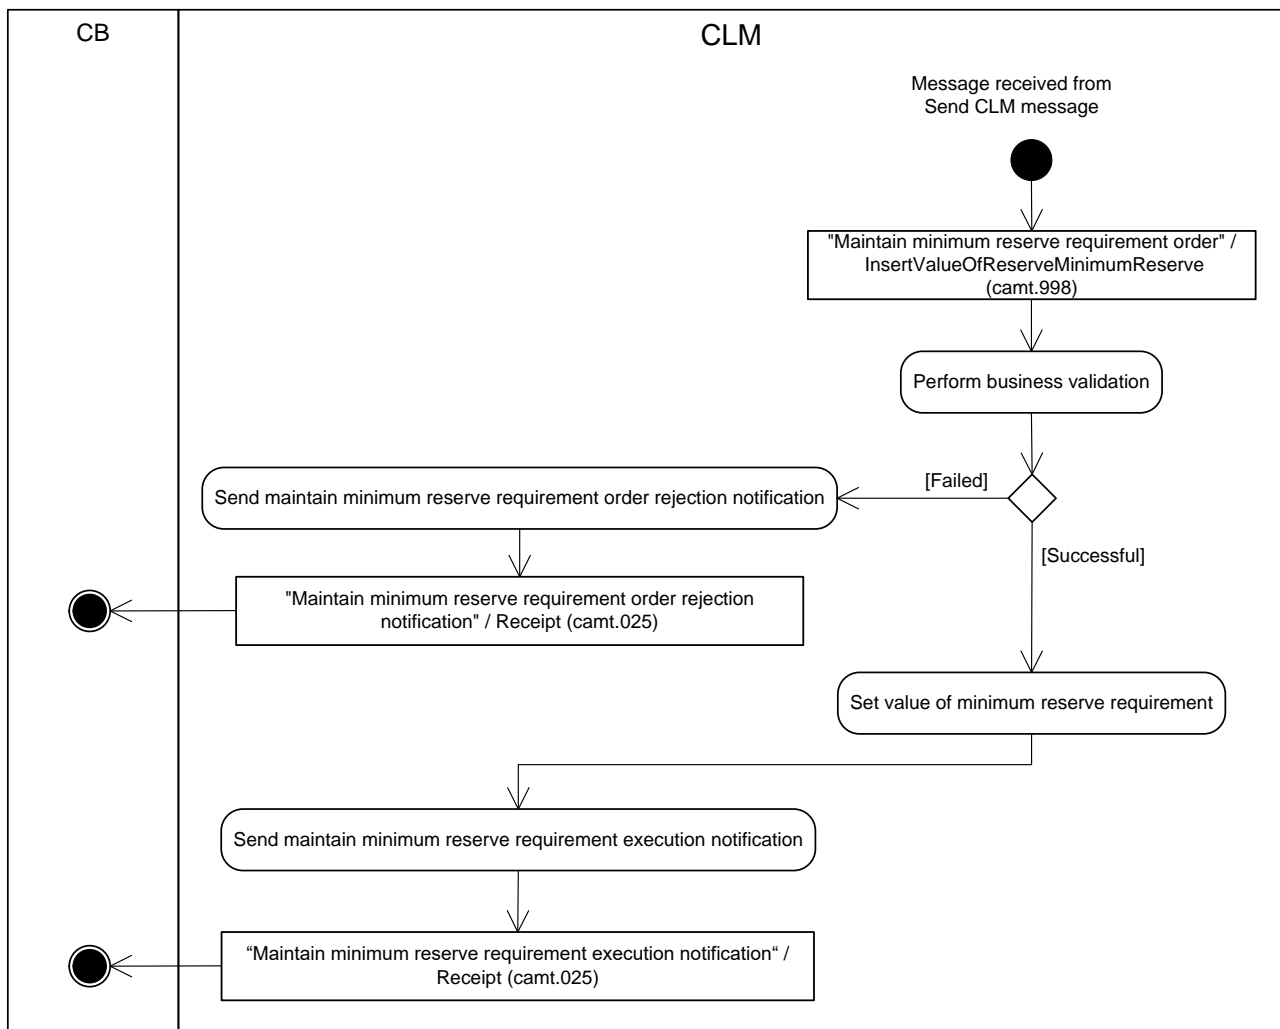 CB
CLM
Message received from
Send CLM message
"Maintain minimum reserve requirement order" /
InsertValueOfReserveMinimumReserve
(camt.998)
Perform business validation
[Failed]
Send maintain minimum reserve requirement order rejection notification
[Successful]
"Maintain minimum reserve requirement order rejection
notification" / Receipt (camt.025)
Set value of minimum reserve requirement
Send maintain minimum reserve requirement execution notification
“Maintain minimum reserve requirement execution notification“ /
Receipt (camt.025)